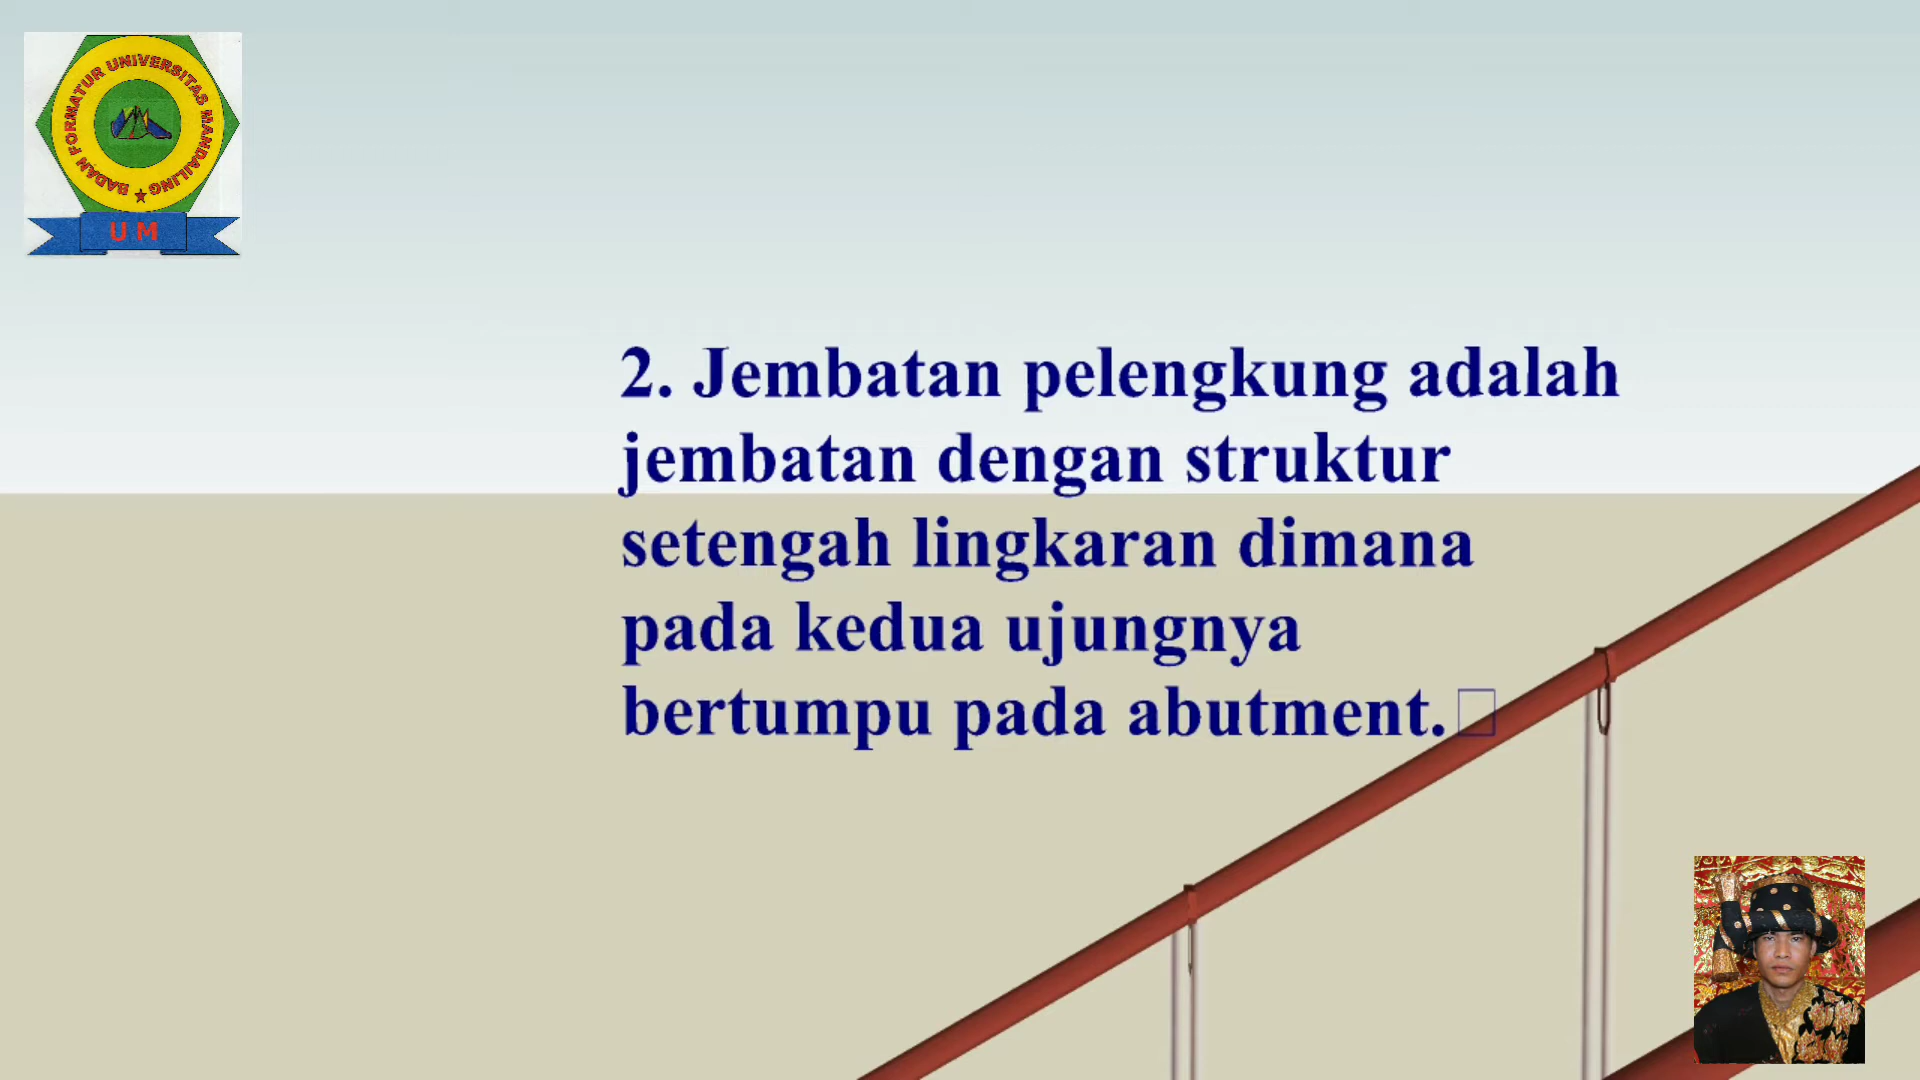 BADAN FORMATUR UNIVERSITAS MANDAILING
U M
2. Jembatan pelengkung adalah
jembatan dengan struktur
setengah lingkaran dimana
pada kedua ujungnya
bertumpu pada abutment.